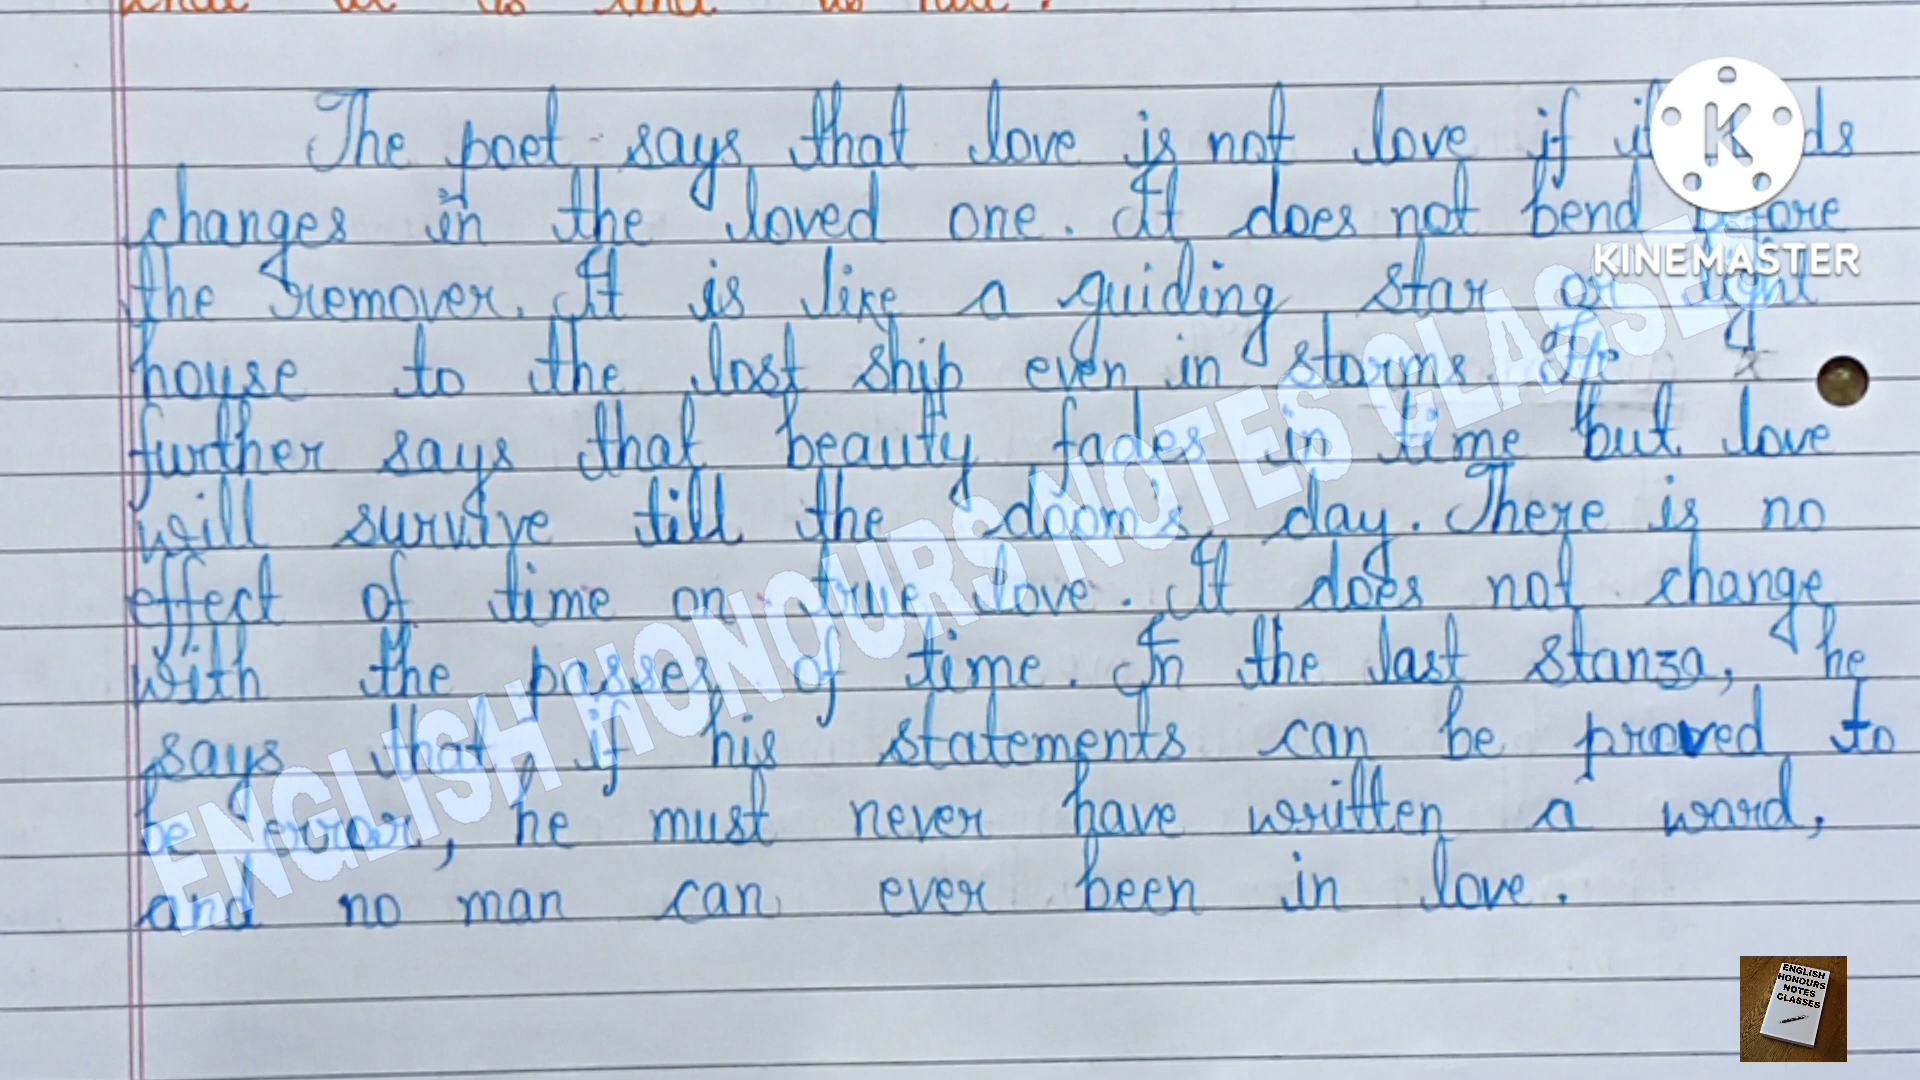 The poet says that love is not love if
changes in the loved one. It does not bend before
the remover. It is like a guiding star or light
house to the lost ship even in storms. He
further says that beauty fades in time but love
will survive till the doom's day. There is no
effect of time on true love. It does not change
with the passes of time. In the last stanza, he
says that if his statements can be proved to
be error, he must never have written a word,
and no man can ever been in love.
K
KINEMASTER
ENGLISH HONOURS NOTES CLASSES
ENGLISH
HONOURS
NOTES
CLASSES